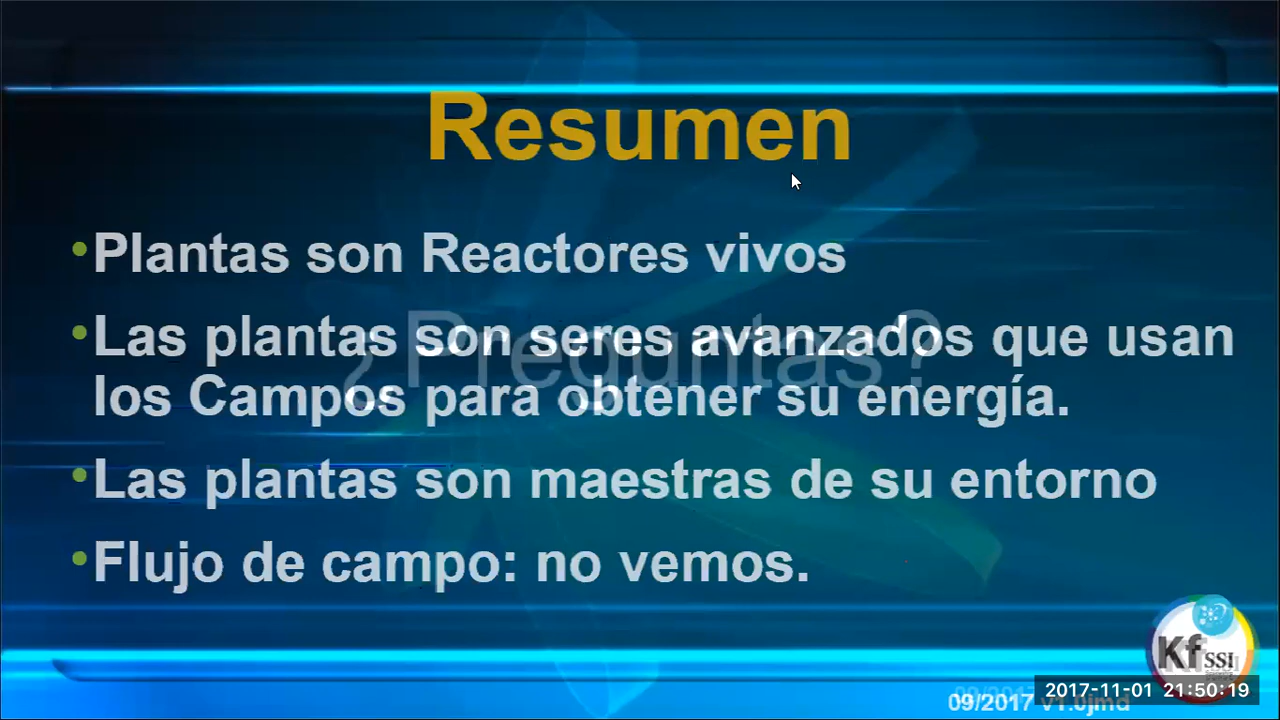 Resumen
•Plantas son Reactores vivos
•Las plantas son seres avanzados que usan
los Campos para obtener su energía.
¿Preguntas?
•Las plantas son maestras de su entorno
•Flujo de campo: no vemos.
Kf SSI
09/2017 v1.0jmd
2017-11-01 21:50:19